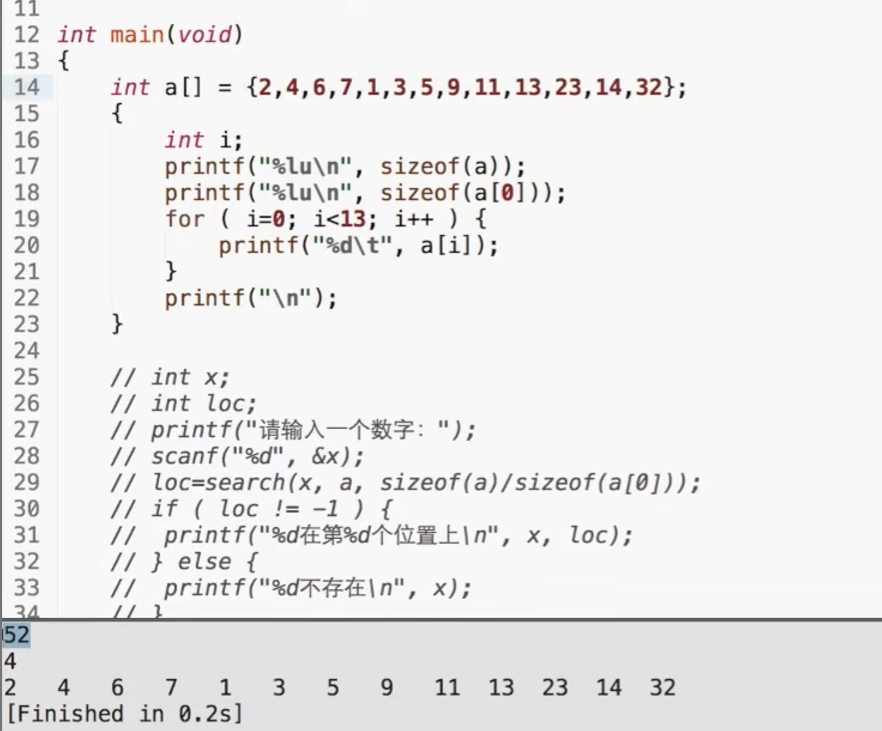 11
12 int main(void)
13 {
14 int a[] = {2,4,6,7,1,3,5,9,11,13,23,14,32};
15 {
16 int i;
17 printf("%lu\n", sizeof(a));
18 printf("%lu\n", sizeof(a[0]));
19 for ( i=0; i<13; i++ ) {
20 printf("%d\t", a[i]);
21 }
22 printf("\n");
23 }
24
25 // int x;
26 // int loc;
27 // printf("请输入一个数字：");
28 // scanf("%d", &x);
29 // loc=search(x, a, sizeof(a)/sizeof(a[0]));
30 // if ( loc != -1 ) {
31 // printf("%d在第%d个位置上\n", x, loc);
32 // } else {
33 // printf("%d不存在\n", x);
34 // }
52
4
2 4 6 7 1 3 5 9 11 13 23 14 32
[Finished in 0.2s]